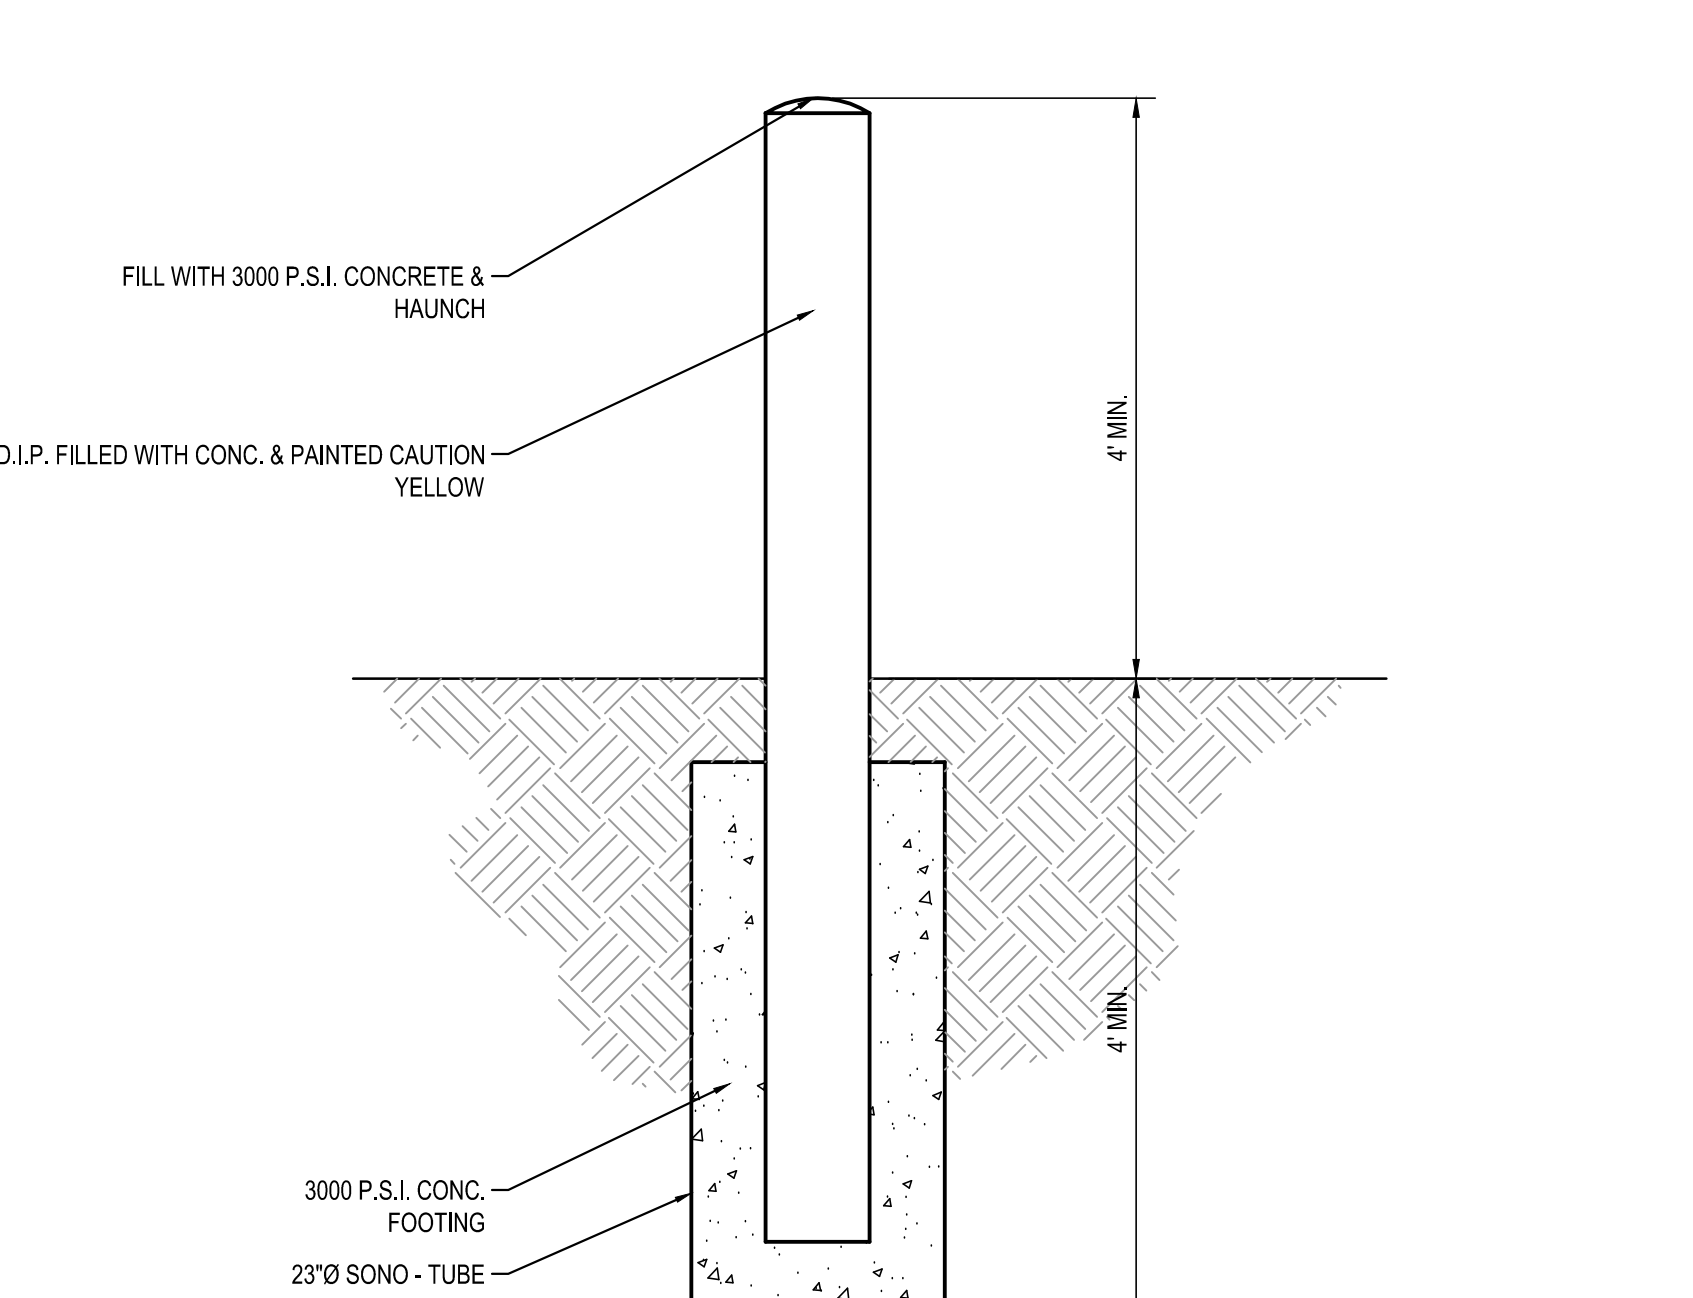 FILL WITH 3000 P.S.I. CONCRETE &
HAUNCH
D.I.P. FILLED WITH CONC. & PAINTED CAUTION
YELLOW
4' MIN.
4' MIN.
3000 P.S.I. CONC.
FOOTING
23"Ø SONO - TUBE